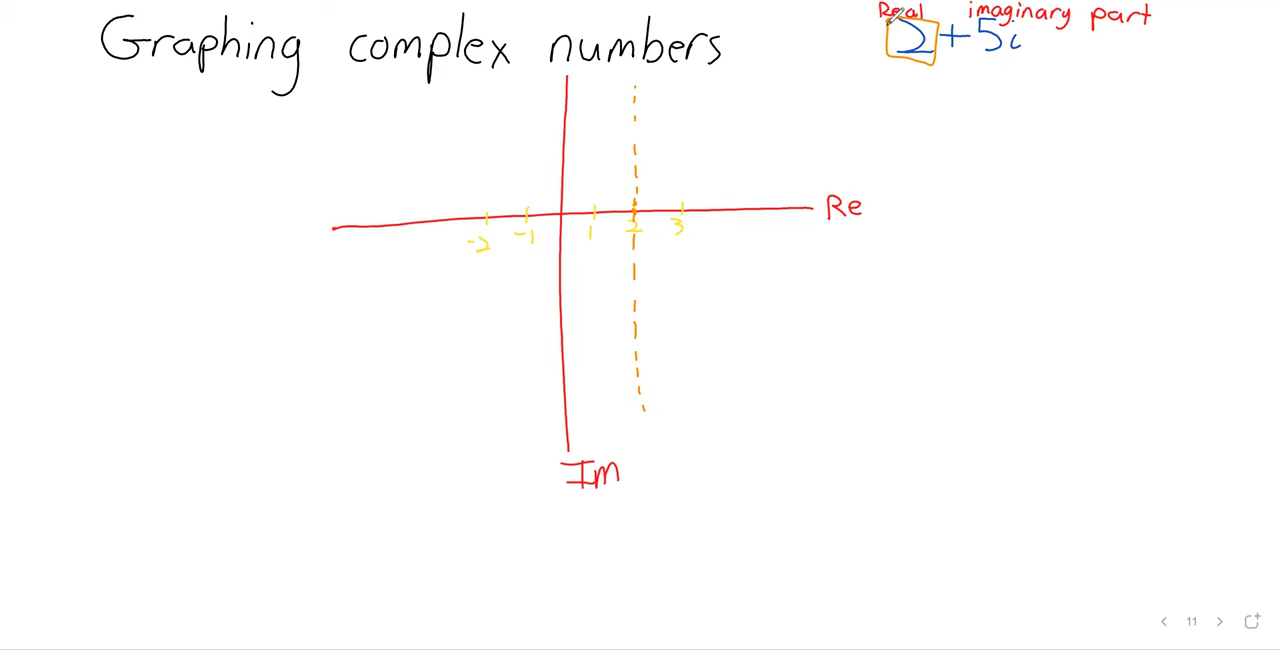 Real imaginary part
Graphing complex numbers 2+5i
Re
-2 -1 1 2 3
Im
11